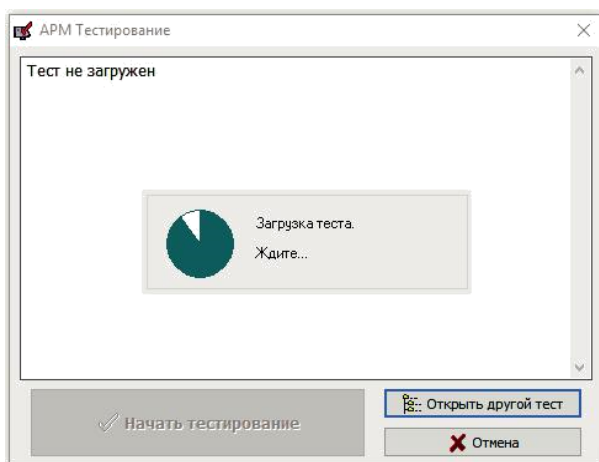 АРМ Тестирование
Тест не загружен
Загрузка теста.
Ждите...
Начать тестирование
Открыть другой тест
Отмена